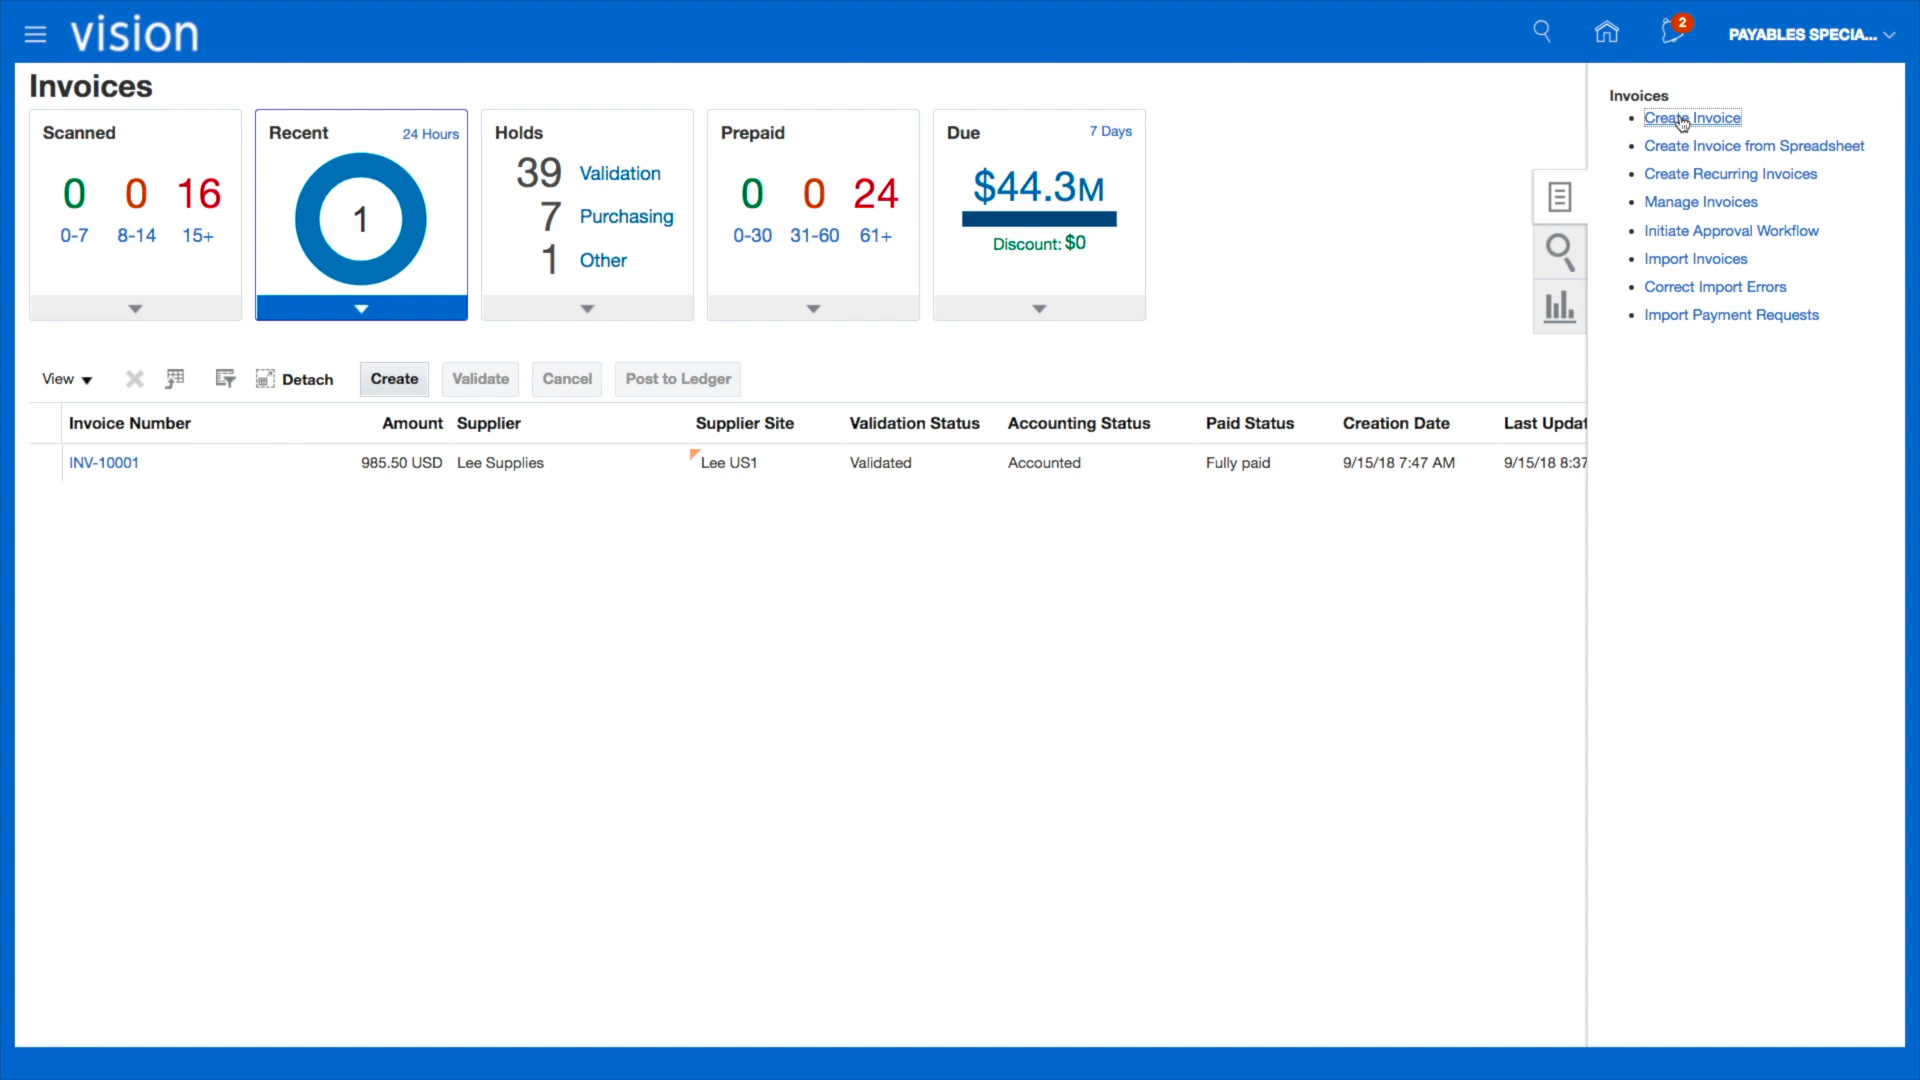 vision
2
PAYABLES SPECIA...
Invoices
Scanned
0 0 16
0-7 8-14 15+
Recent 24 Hours
1
Holds
39 Validation
7 Purchasing
1 Other
Prepaid
0 0 24
0-30 31-60 61+
Due 7 Days
$44.3M
Discount: $0
View Detach Create Validate Cancel Post to Ledger
Invoice Number Amount Supplier Supplier Site Validation Status Accounting Status Paid Status Creation Date Last Updat
INV-10001 985.50 USD Lee Supplies Lee US1 Validated Accounted Fully paid 9/15/18 7:47 AM 9/15/18 8:37
Invoices
Create Invoice
Create Invoice from Spreadsheet
Create Recurring Invoices
Manage Invoices
Initiate Approval Workflow
Import Invoices
Correct Import Errors
Import Payment Requests